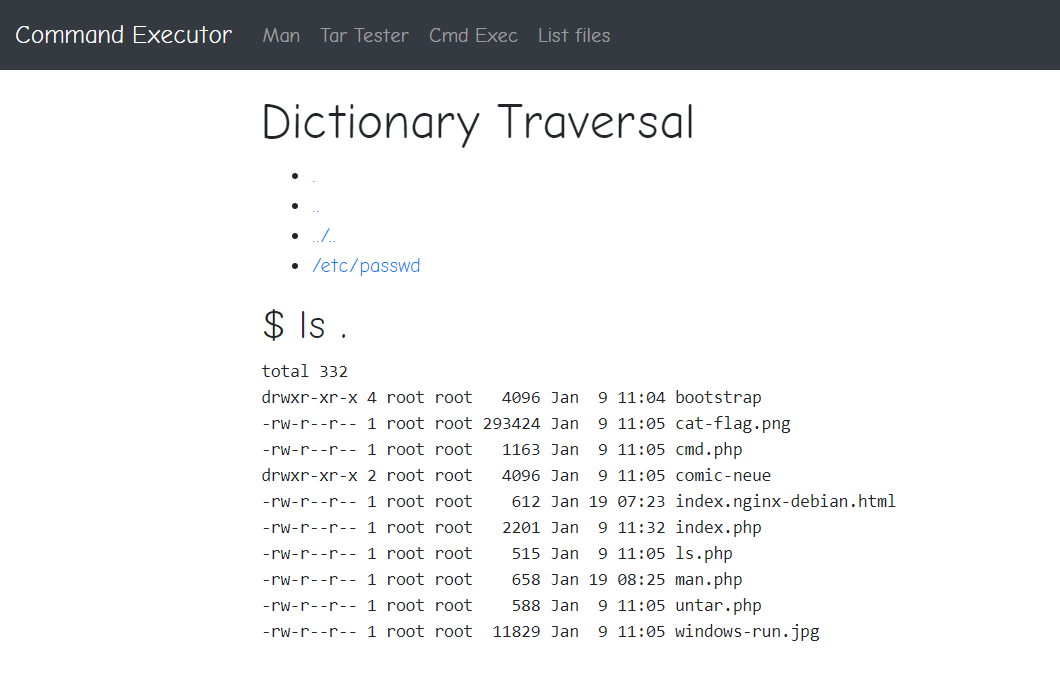 Command Executor Man Tar Tester Cmd Exec List files
Dictionary Traversal
.
..
../..
/etc/passwd
$ ls .
total 332
drwxr-xr-x 4 root root   4096 Jan  9 11:04 bootstrap
-rw-r--r-- 1 root root 293424 Jan  9 11:05 cat-flag.png
-rw-r--r-- 1 root root   1163 Jan  9 11:05 cmd.php
drwxr-xr-x 2 root root   4096 Jan  9 11:05 comic-neue
-rw-r--r-- 1 root root    612 Jan 19 07:23 index.nginx-debian.html
-rw-r--r-- 1 root root   2201 Jan  9 11:32 index.php
-rw-r--r-- 1 root root    515 Jan  9 11:05 ls.php
-rw-r--r-- 1 root root    658 Jan 19 08:25 man.php
-rw-r--r-- 1 root root    588 Jan  9 11:05 untar.php
-rw-r--r-- 1 root root  11829 Jan  9 11:05 windows-run.jpg